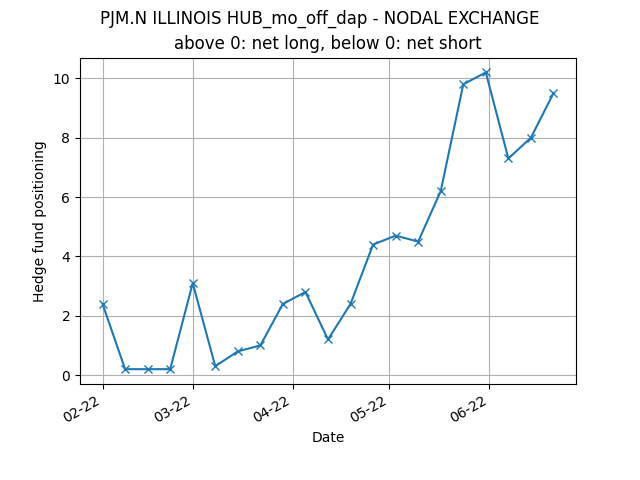 PJM.N ILLINOIS HUB_mo_off_dap - NODAL EXCHANGE
above 0: net long, below 0: net short
Hedge fund positioning
10
8
6
4
2
0
02-22
03-22
04-22
05-22
06-22
Date